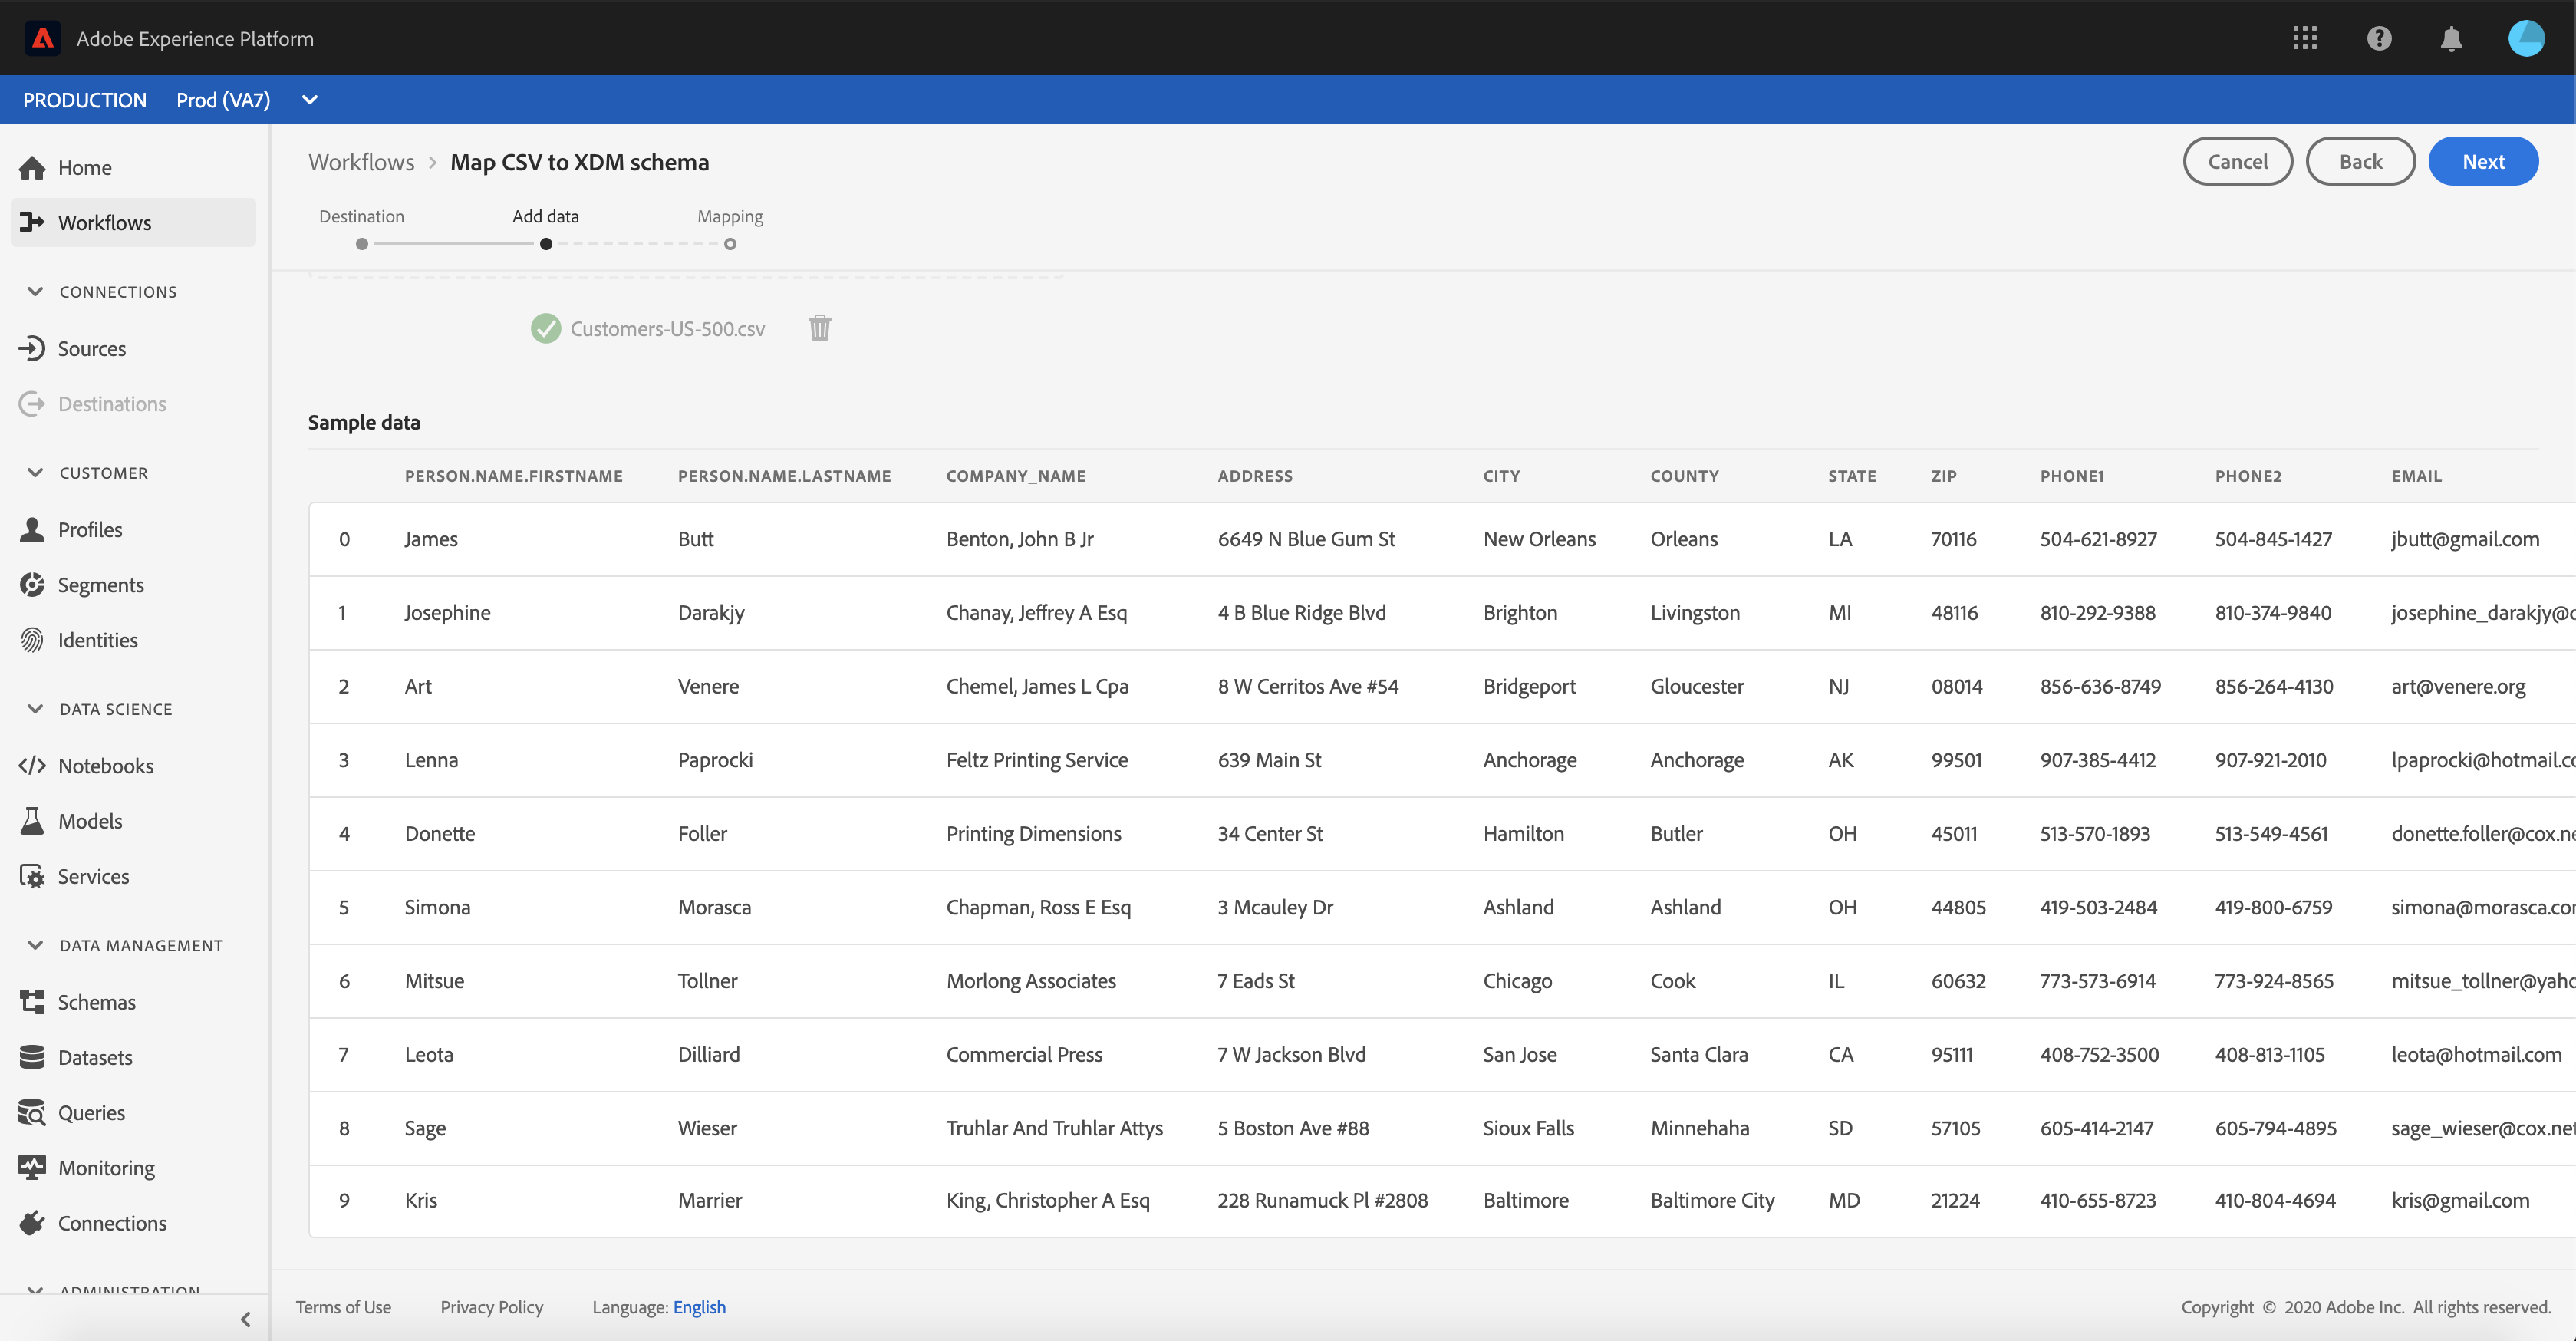 Adobe Experience Platform
PRODUCTION Prod (VA7)
Home
Workflows
CONNECTIONS
Sources
Destinations
CUSTOMER
Profiles
Segments
Identities
DATA SCIENCE
Notebooks
Models
Services
DATA MANAGEMENT
Schemas
Datasets
Queries
Monitoring
Connections
ADMINISTRATION
Workflows > Map CSV to XDM schema
Cancel Back Next
Destination Add data Mapping
Customers-US-500.csv
Sample data
PERSON.NAME.FIRSTNAME PERSON.NAME.LASTNAME COMPANY_NAME ADDRESS CITY COUNTY STATE ZIP PHONE1 PHONE2 EMAIL
0 James Butt Benton, John B Jr 6649 N Blue Gum St New Orleans Orleans LA 70116 504-621-8927 504-845-1427 jbutt@gmail.com
1 Josephine Darakjy Chanay, Jeffrey A Esq 4 B Blue Ridge Blvd Brighton Livingston MI 48116 810-292-9388 810-374-9840 josephine_darakjy@
2 Art Venere Chemel, James L Cpa 8 W Cerritos Ave #54 Bridgeport Gloucester NJ 08014 856-636-8749 856-264-4130 art@venere.org
3 Lenna Paprocki Feltz Printing Service 639 Main St Anchorage Anchorage AK 99501 907-385-4412 907-921-2010 lpaprocki@hotmail.c
4 Donette Foller Printing Dimensions 34 Center St Hamilton Butler OH 45011 513-570-1893 513-549-4561 donette.foller@cox.ne
5 Simona Morasca Chapman, Ross E Esq 3 Mcauley Dr Ashland Ashland OH 44805 419-503-2484 419-800-6759 simona@morasca.co
6 Mitsue Tollner Morlong Associates 7 Eads St Chicago Cook IL 60632 773-573-6914 773-924-8565 mitsue_tollner@yah
7 Leota Dilliard Commercial Press 7 W Jackson Blvd San Jose Santa Clara CA 95111 408-752-3500 408-813-1105 leota@hotmail.com
8 Sage Wieser Truhlar And Truhlar Attys 5 Boston Ave #88 Sioux Falls Minnehaha SD 57105 605-414-2147 605-794-4895 sage_wieser@cox.net
9 Kris Marrier King, Christopher A Esq 228 Runamuck Pl #2808 Baltimore Baltimore City MD 21224 410-655-8723 410-804-4694 kris@gmail.com
Terms of Use Privacy Policy Language: English Copyright © 2020 Adobe Inc. All rights reserved.